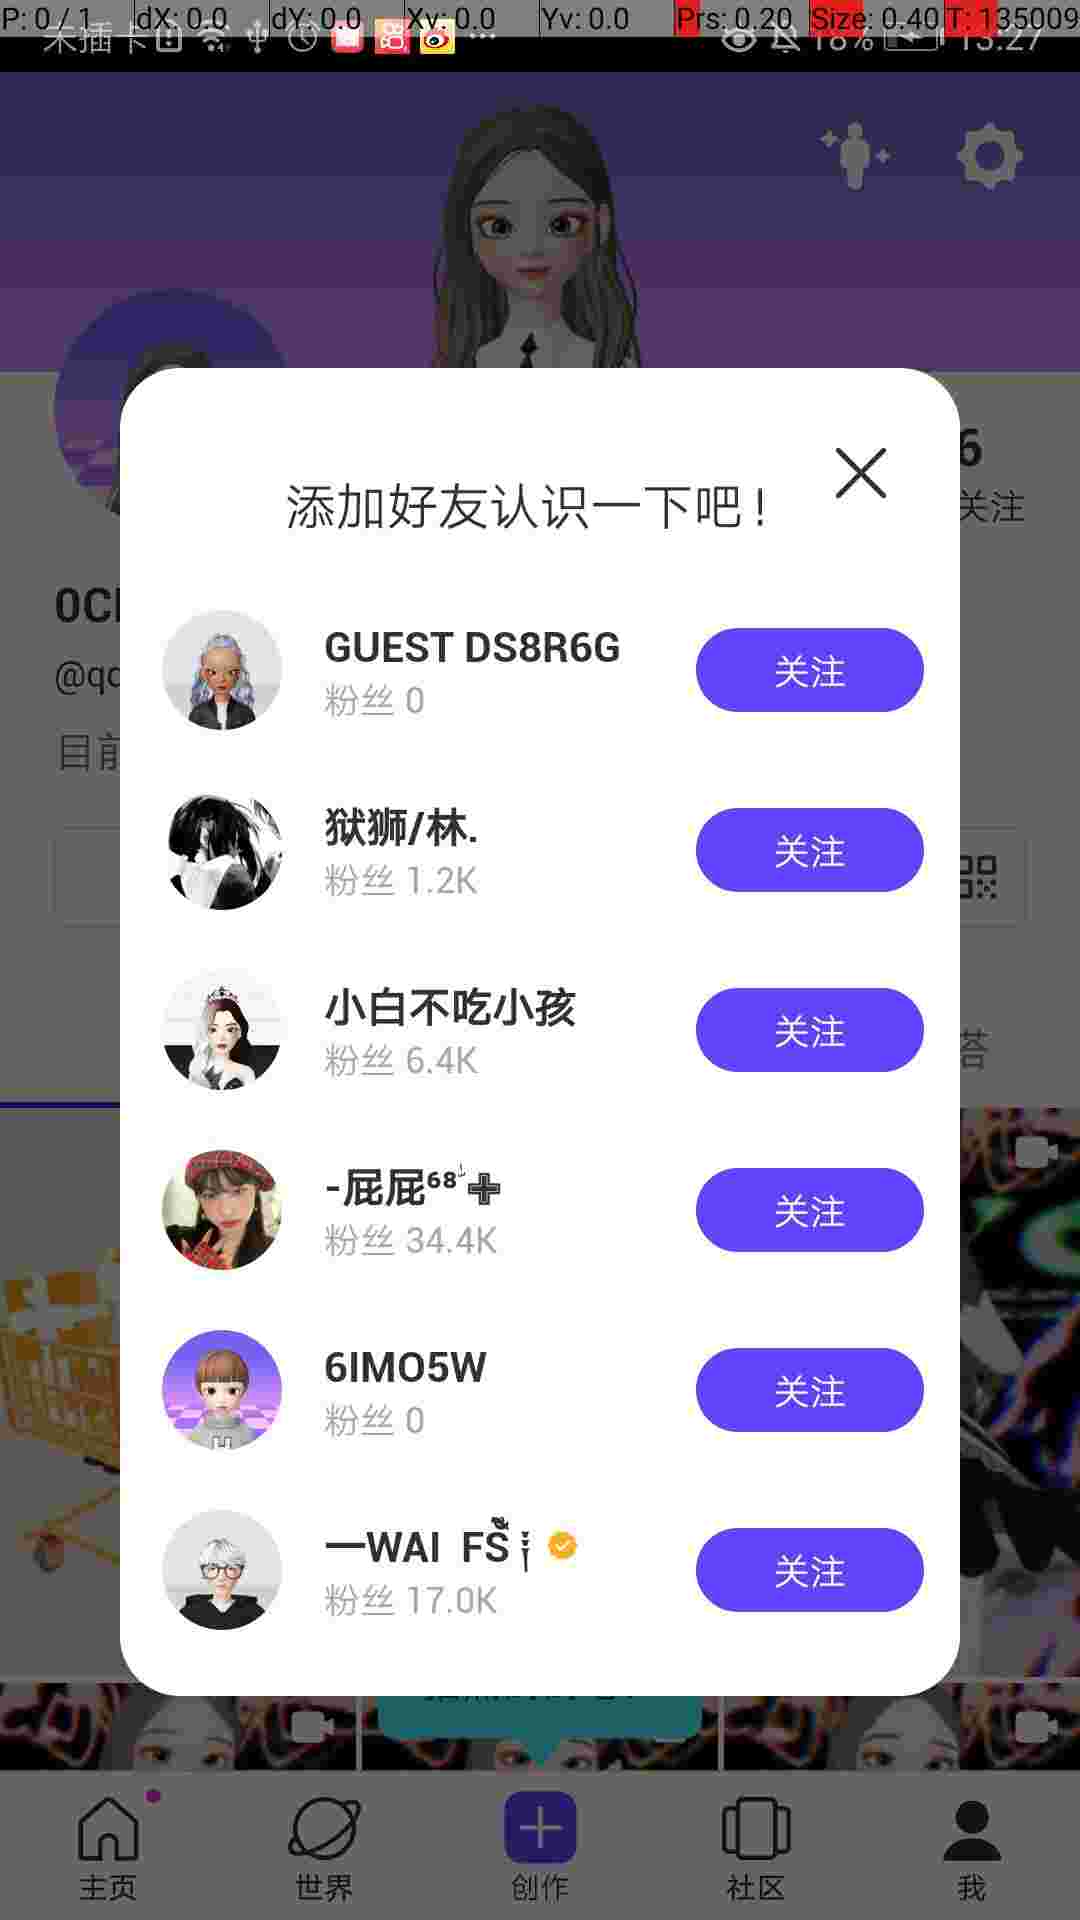 P: 0 / 1 dX: 0.0 dY: 0.0 Xv: 0.0 Yv: 0.0 Prs: 0.20 Size: 0.40 T: 135009
未插卡 18% 13:27
6
关注
添加好友认识一下吧!
@qc
目前
GUEST DS8R6G
粉丝 0
关注
狱狮/林.
粉丝 1.2K
关注
小白不吃小孩
粉丝 6.4K
关注
答
-屁屁⁶⁸
粉丝 34.4K
关注
6IMO5W
粉丝 0
关注
一WAI FS
粉丝 17.0K
关注
主页 世界 创作 社区 我